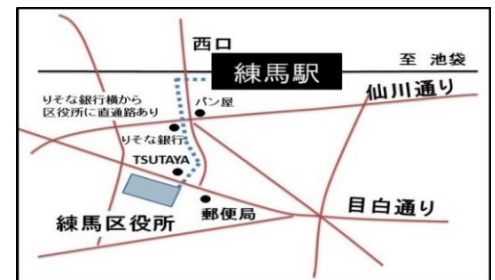 西口
至 池袋
練馬駅
仙川通り
りそな銀行横から
区役所に直通路あり
パン屋
りそな銀行
TSUTAYA
目白通り
練馬区役所
郵便局